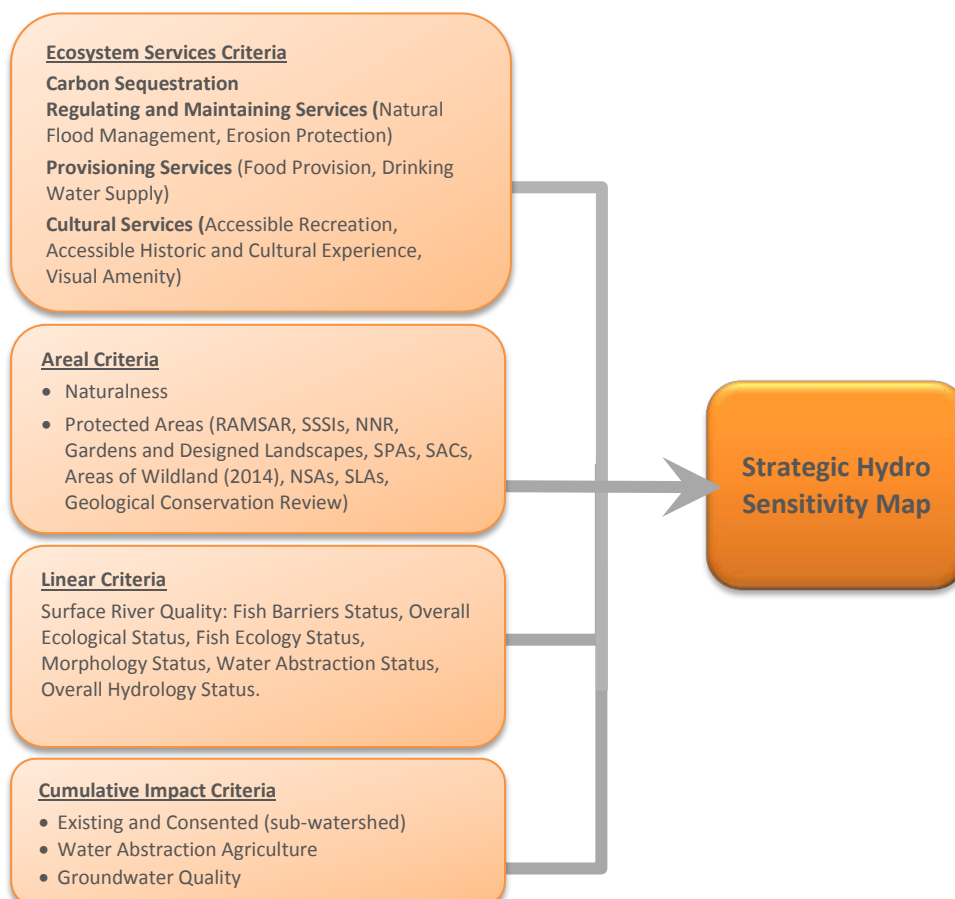 Ecosystem Services Criteria
Carbon Sequestration
Regulating and Maintaining Services (Natural
Flood Management, Erosion Protection)
Provisioning Services (Food Provision, Drinking
Water Supply)
Cultural Services (Accessible Recreation,
Accessible Historic and Cultural Experience,
Visual Amenity)
Areal Criteria
• Naturalness
• Protected Areas (RAMSAR, SSSIs, NNR,
Gardens and Designed Landscapes, SPAs, SACs,
Areas of Wildland (2014), NSAs, SLAs,
Geological Conservation Review)
Linear Criteria
Surface River Quality: Fish Barriers Status, Overall
Ecological Status, Fish Ecology Status,
Morphology Status, Water Abstraction Status,
Overall Hydrology Status.
Cumulative Impact Criteria
• Existing and Consented (sub-watershed)
• Water Abstraction Agriculture
• Groundwater Quality
Strategic Hydro
Sensitivity Map